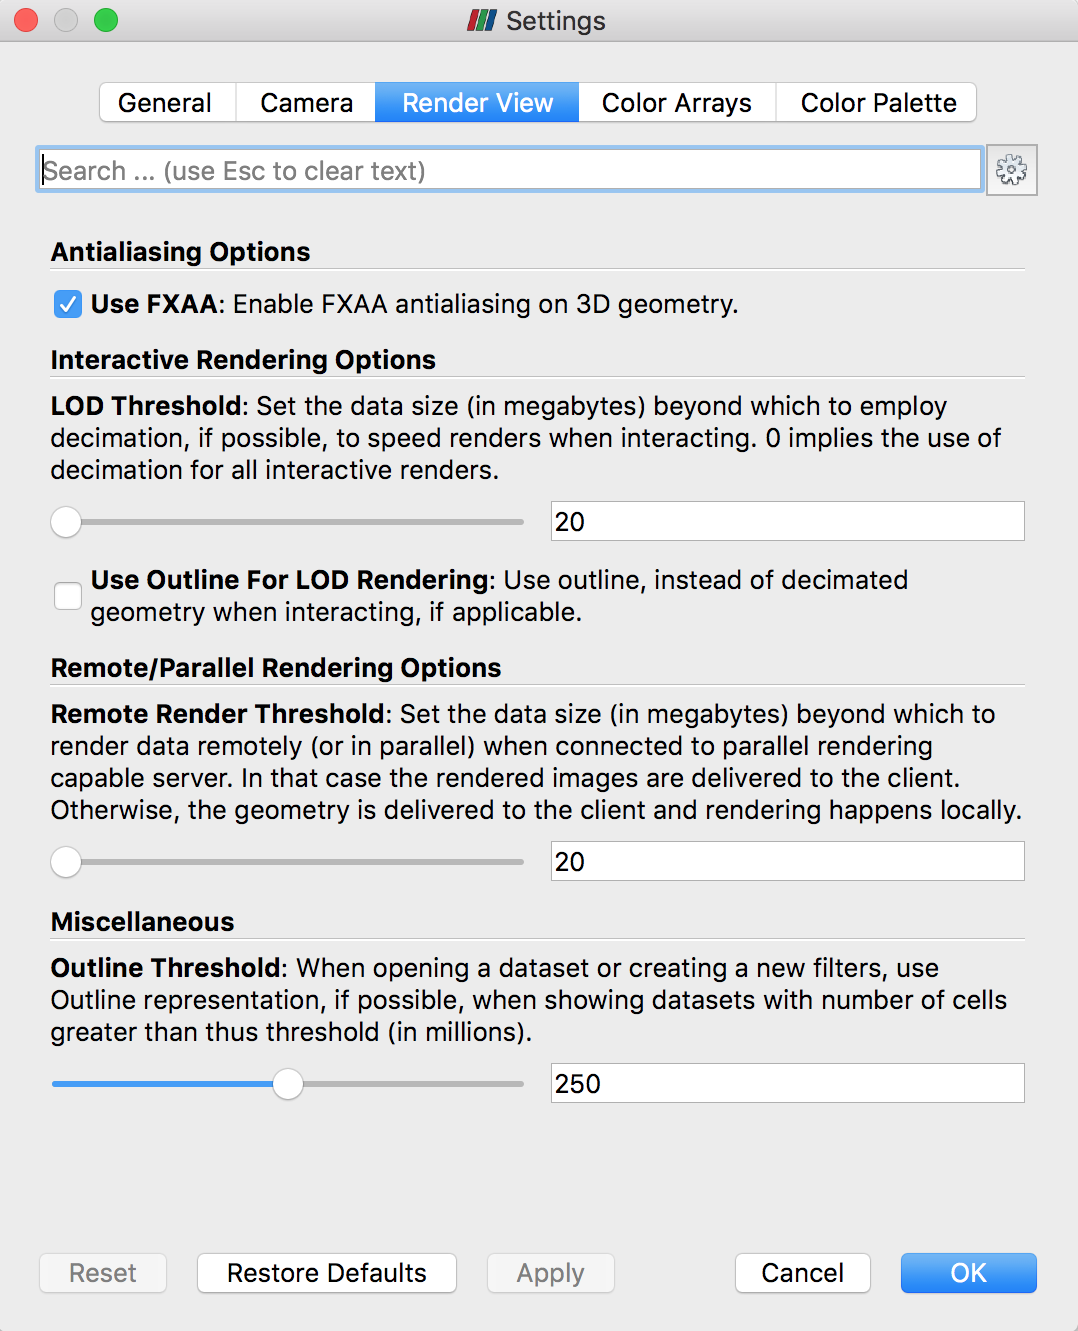 Settings
General Camera Render View Color Arrays Color Palette
Search ... (use Esc to clear text)
Antialiasing Options
Use FXAA: Enable FXAA antialiasing on 3D geometry.
Interactive Rendering Options
LOD Threshold: Set the data size (in megabytes) beyond which to employ
decimation, if possible, to speed renders when interacting. 0 implies the use of
decimation for all interactive renders.
20
Use Outline For LOD Rendering: Use outline, instead of decimated
geometry when interacting, if applicable.
Remote/Parallel Rendering Options
Remote Render Threshold: Set the data size (in megabytes) beyond which to
render data remotely (or in parallel) when connected to parallel rendering
capable server. In that case the rendered images are delivered to the client.
Otherwise, the geometry is delivered to the client and rendering happens locally.
20
Miscellaneous
Outline Threshold: When opening a dataset or creating a new filters, use
Outline representation, if possible, when showing datasets with number of cells
greater than thus threshold (in millions).
250
Reset Restore Defaults Apply Cancel OK